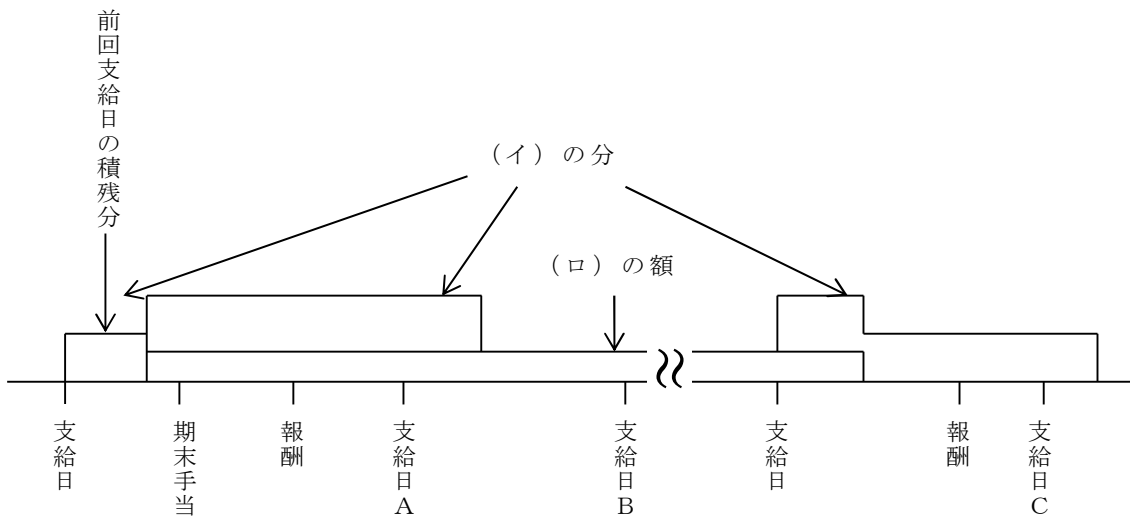 前回支給日の積残分
（イ）の分
（ロ）の額
支給日
期末手当
報酬
支給日A
支給日B
支給日
報酬
支給日C